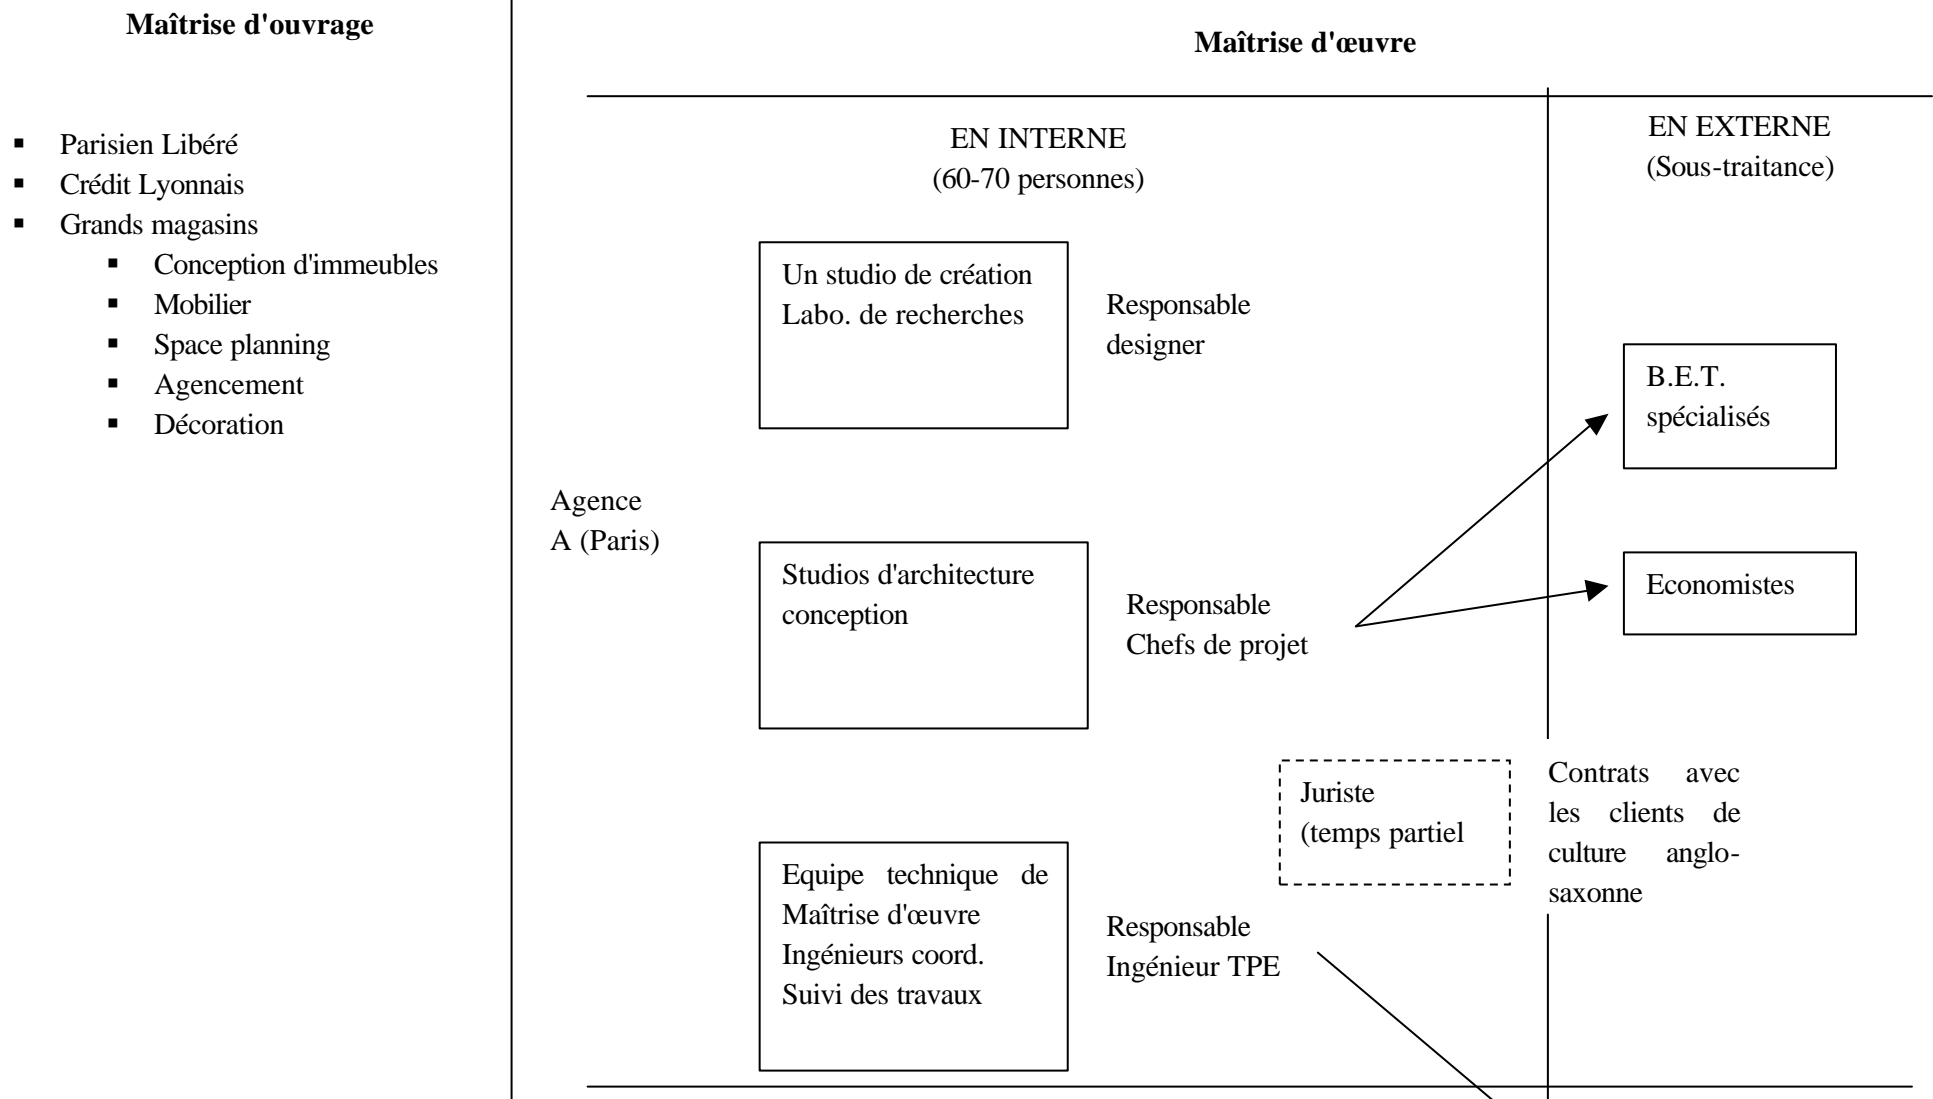 Maîtrise d'ouvrage
Maîtrise d'œuvre
▪ Parisien Libéré
▪ Crédit Lyonnais
▪ Grands magasins
▪ Conception d'immeubles
▪ Mobilier
▪ Space planning
▪ Agencement
▪ Décoration
EN INTERNE
(60-70 personnes)
EN EXTERNE
(Sous-traitance)
Agence
A (Paris)
Un studio de création
Labo. de recherches
Responsable
designer
B.E.T.
spécialisés
Studios d'architecture
conception
Responsable
Chefs de projet
Economistes
Juriste
(temps partiel
Contrats avec
les clients de
culture anglo-
saxonne
Equipe technique de
Maîtrise d'œuvre
Ingénieurs coord.
Suivi des travaux
Responsable
Ingénieur TPE